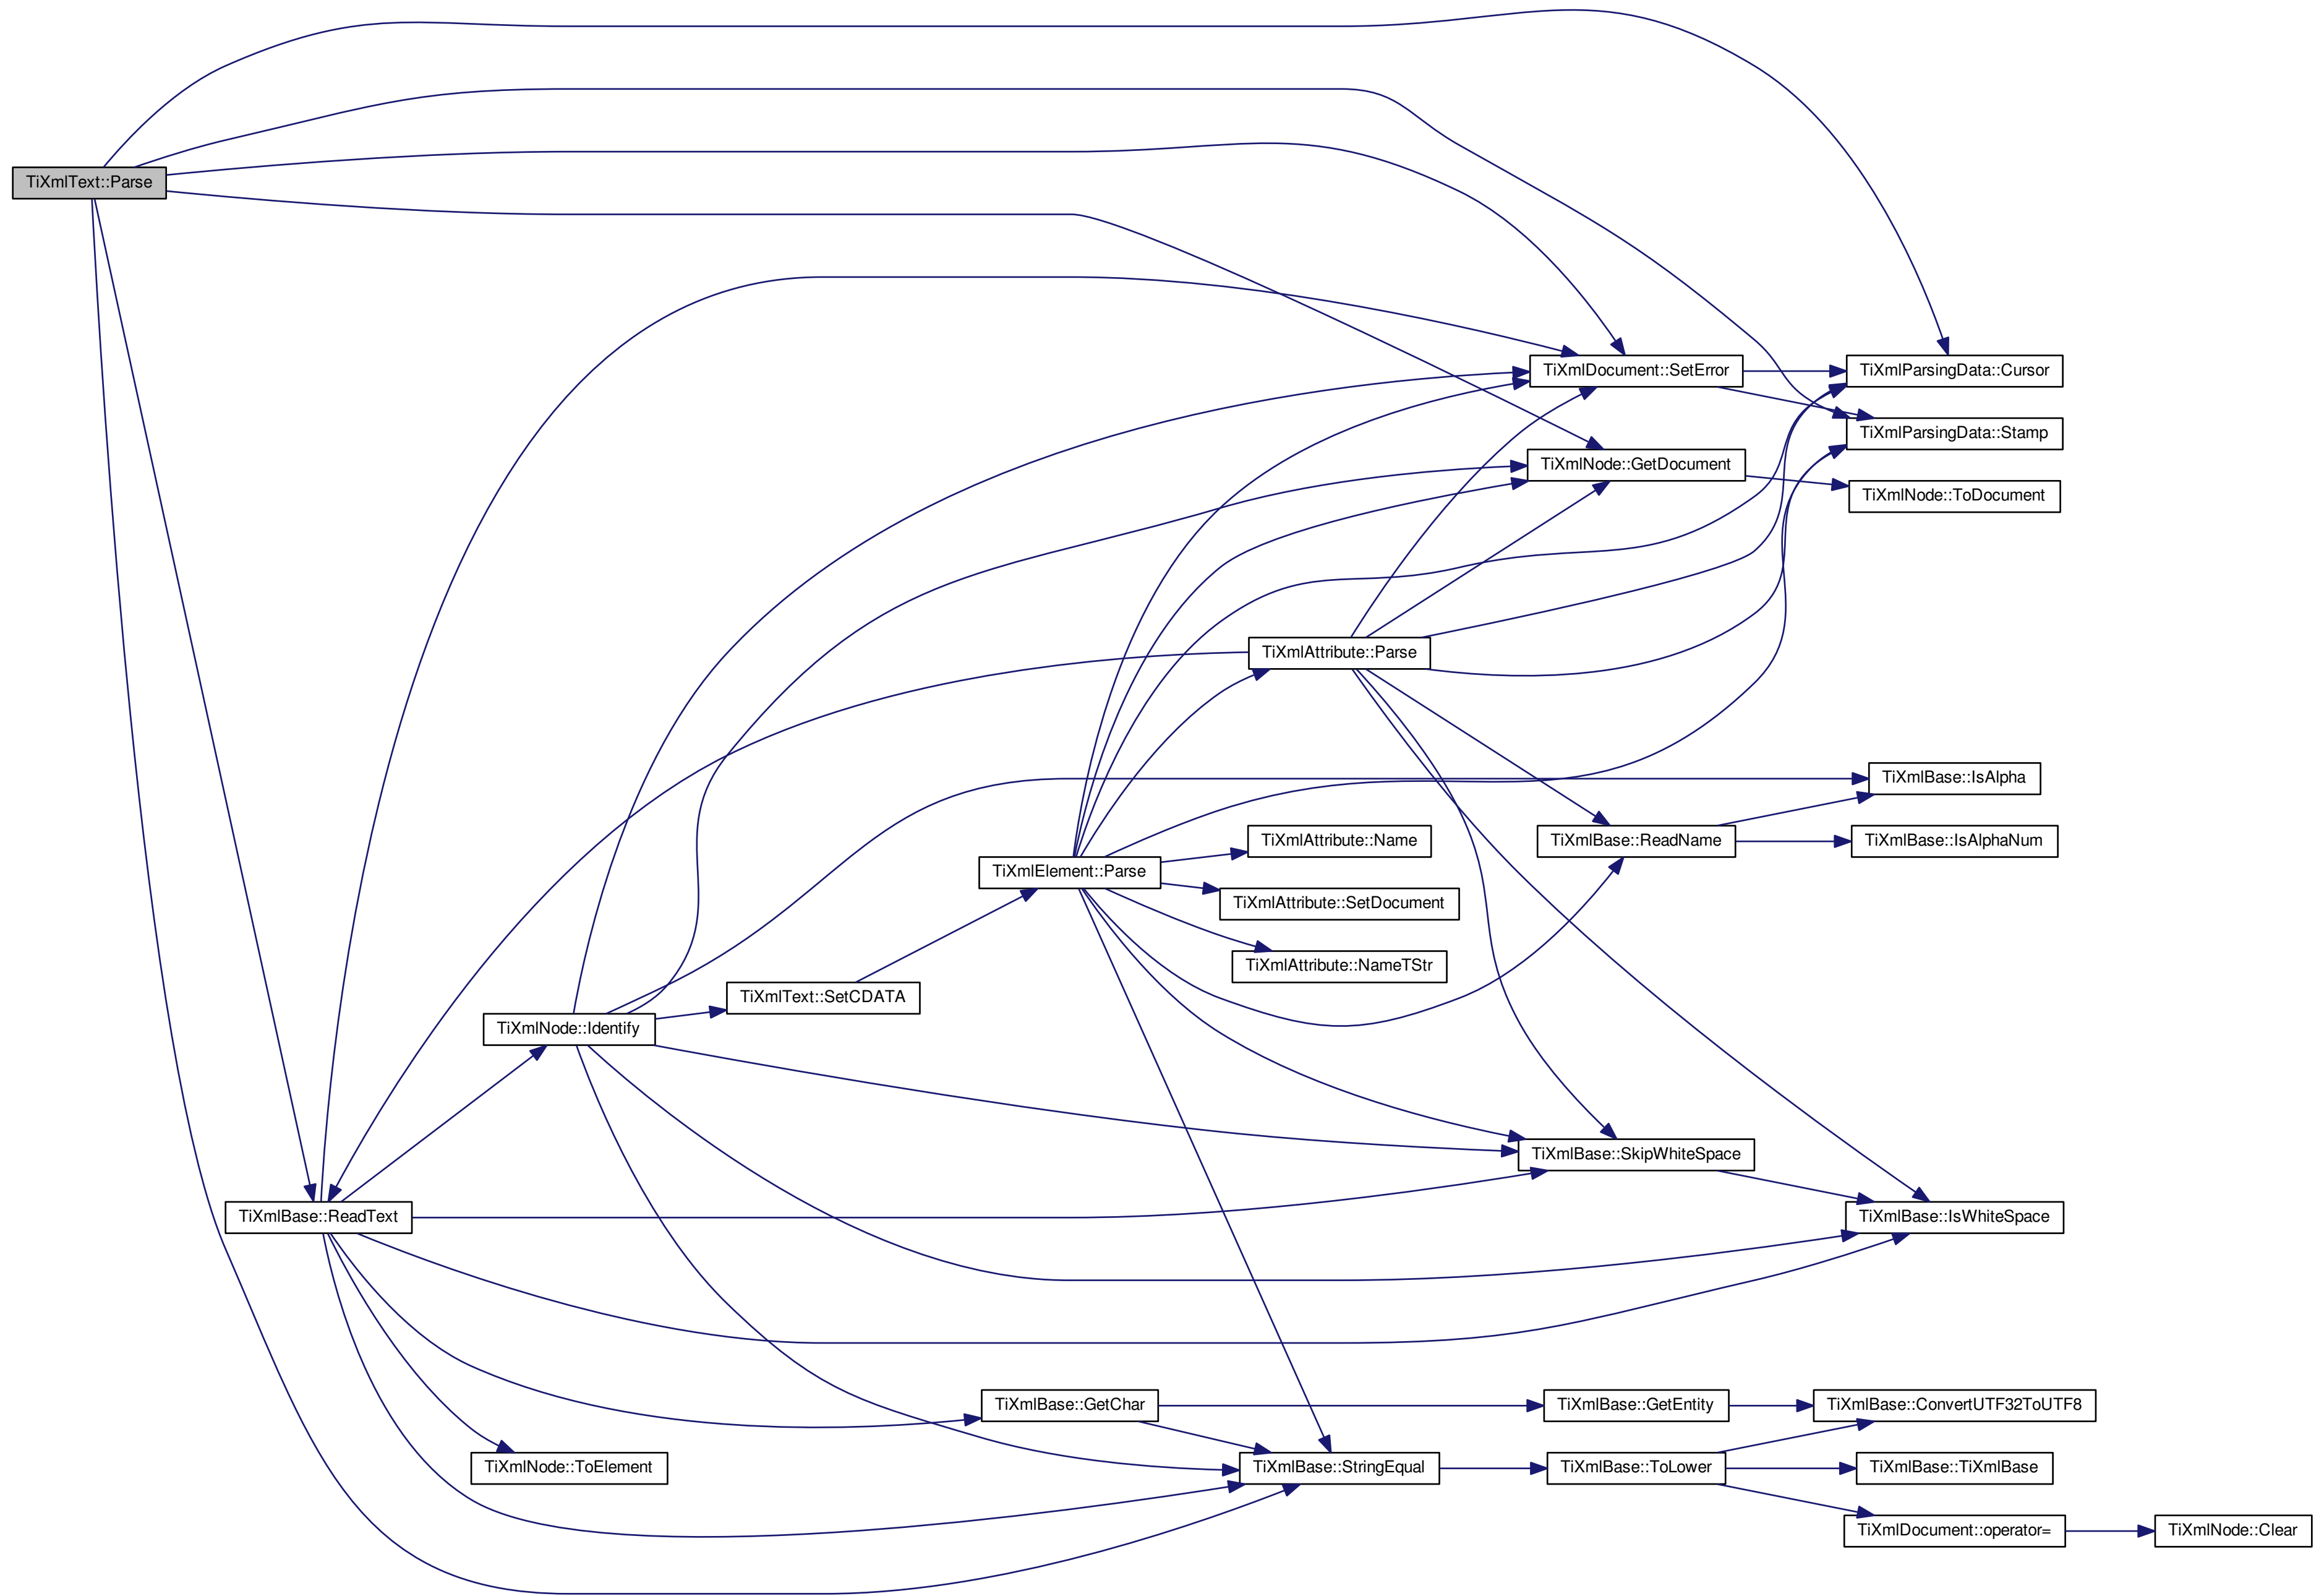 TiXmlText::Parse
TiXmlDocument::SetError
TiXmlParsingData::Cursor
TiXmlParsingData::Stamp
TiXmlNode::GetDocument
TiXmlNode::ToDocument
TiXmlAttribute::Parse
TiXmlBase::IsAlpha
TiXmlBase::ReadName
TiXmlBase::IsAlphaNum
TiXmlAttribute::Name
TiXmlElement::Parse
TiXmlAttribute::SetDocument
TiXmlAttribute::NameTStr
TiXmlText::SetCDATA
TiXmlNode::Identify
TiXmlBase::SkipWhiteSpace
TiXmlBase::ReadText
TiXmlBase::IsWhiteSpace
TiXmlBase::GetChar
TiXmlBase::GetEntity
TiXmlBase::ConvertUTF32ToUTF8
TiXmlNode::ToElement
TiXmlBase::StringEqual
TiXmlBase::ToLower
TiXmlBase::TiXmlBase
TiXmlDocument::operator=
TiXmlNode::Clear